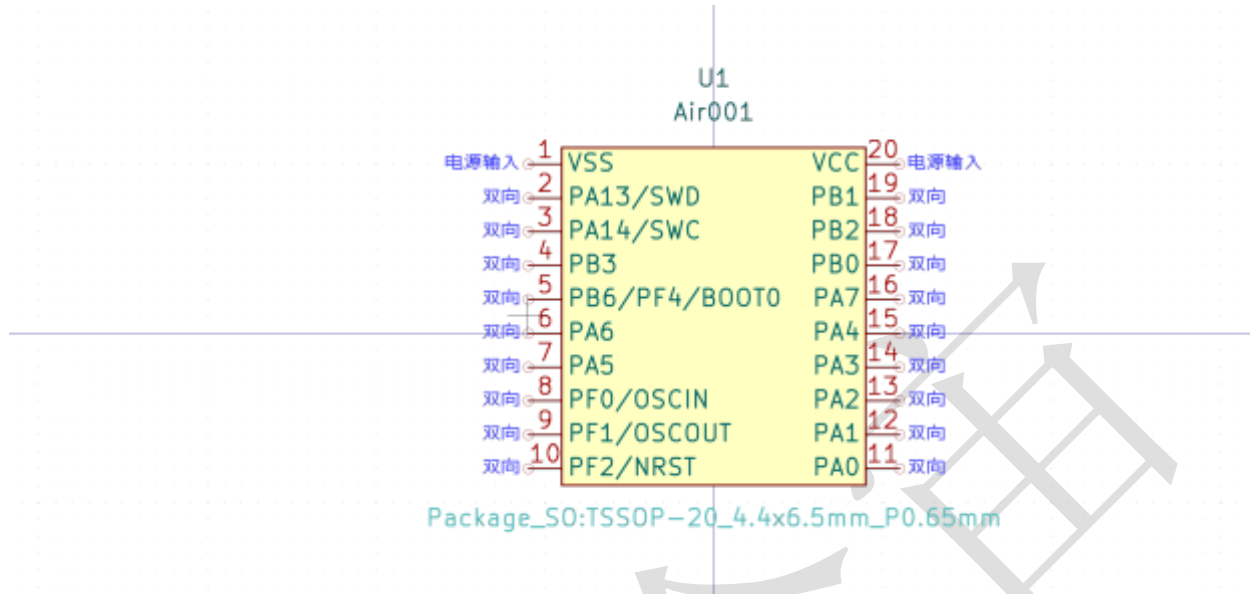 U1
Air001
电源输入 1 VSS VCC 20 电源输入
双向 2 PA13/SWD PB1 19 双向
双向 3 PA14/SWC PB2 18 双向
双向 4 PB3 PB0 17 双向
双向 5 PB6/PF4/BOOT0 PA7 16 双向
双向 6 PA6 PA4 15 双向
双向 7 PA5 PA3 14 双向
双向 8 PF0/OSCIN PA2 13 双向
双向 9 PF1/OSCOUT PA1 12 双向
双向 10 PF2/NRST PA0 11 双向
Package_SO:TSSOP-20_4.4x6.5mm_P0.65mm